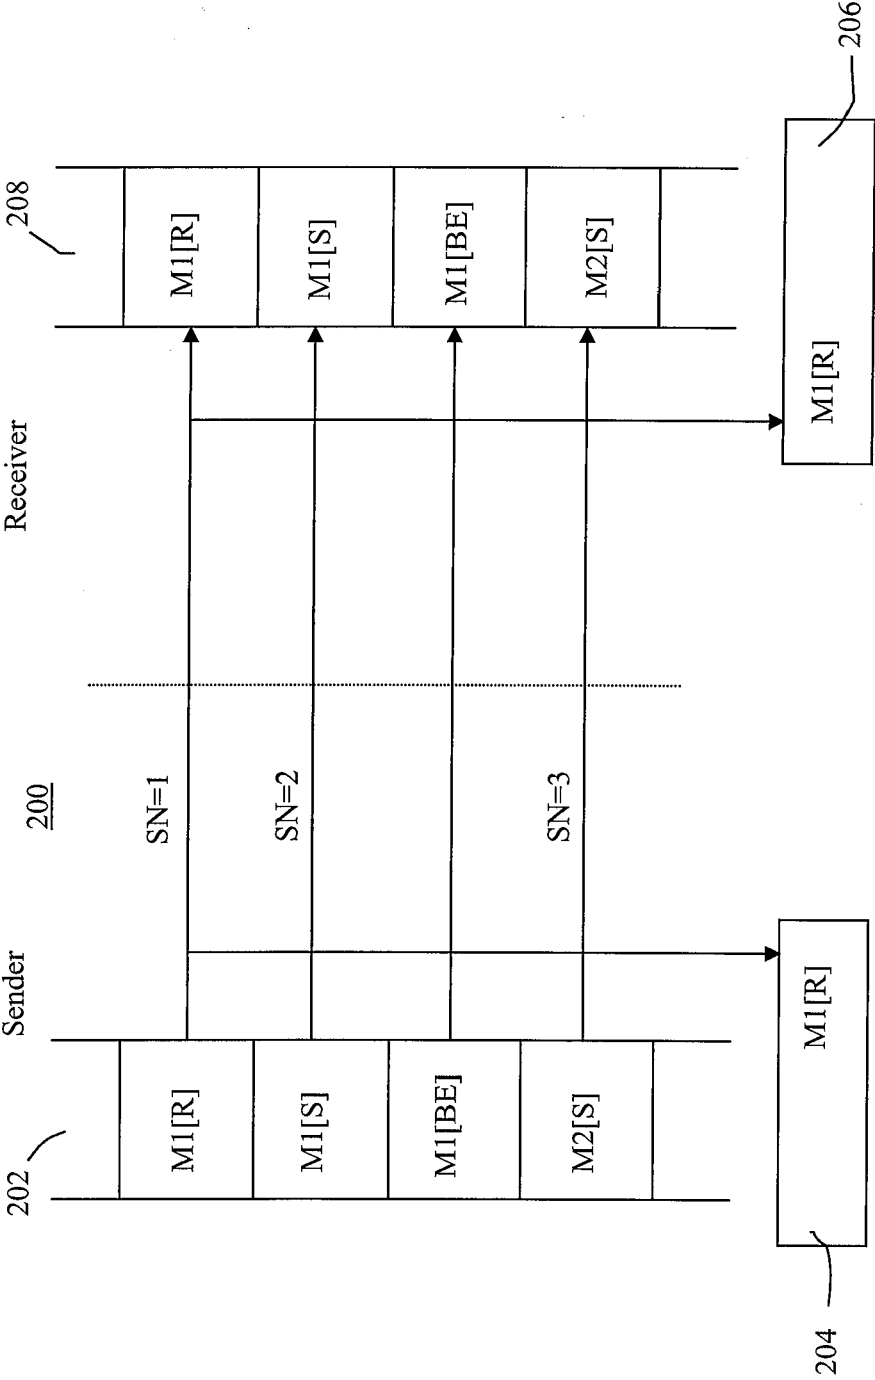 200
Sender
Receiver
202
208
M1[R]
SN=1
M1[R]
M1[S]
SN=2
M1[S]
M1[BE]
M1[BE]
M2[S]
SN=3
M2[S]
M1[R]
M1[R]
204
206